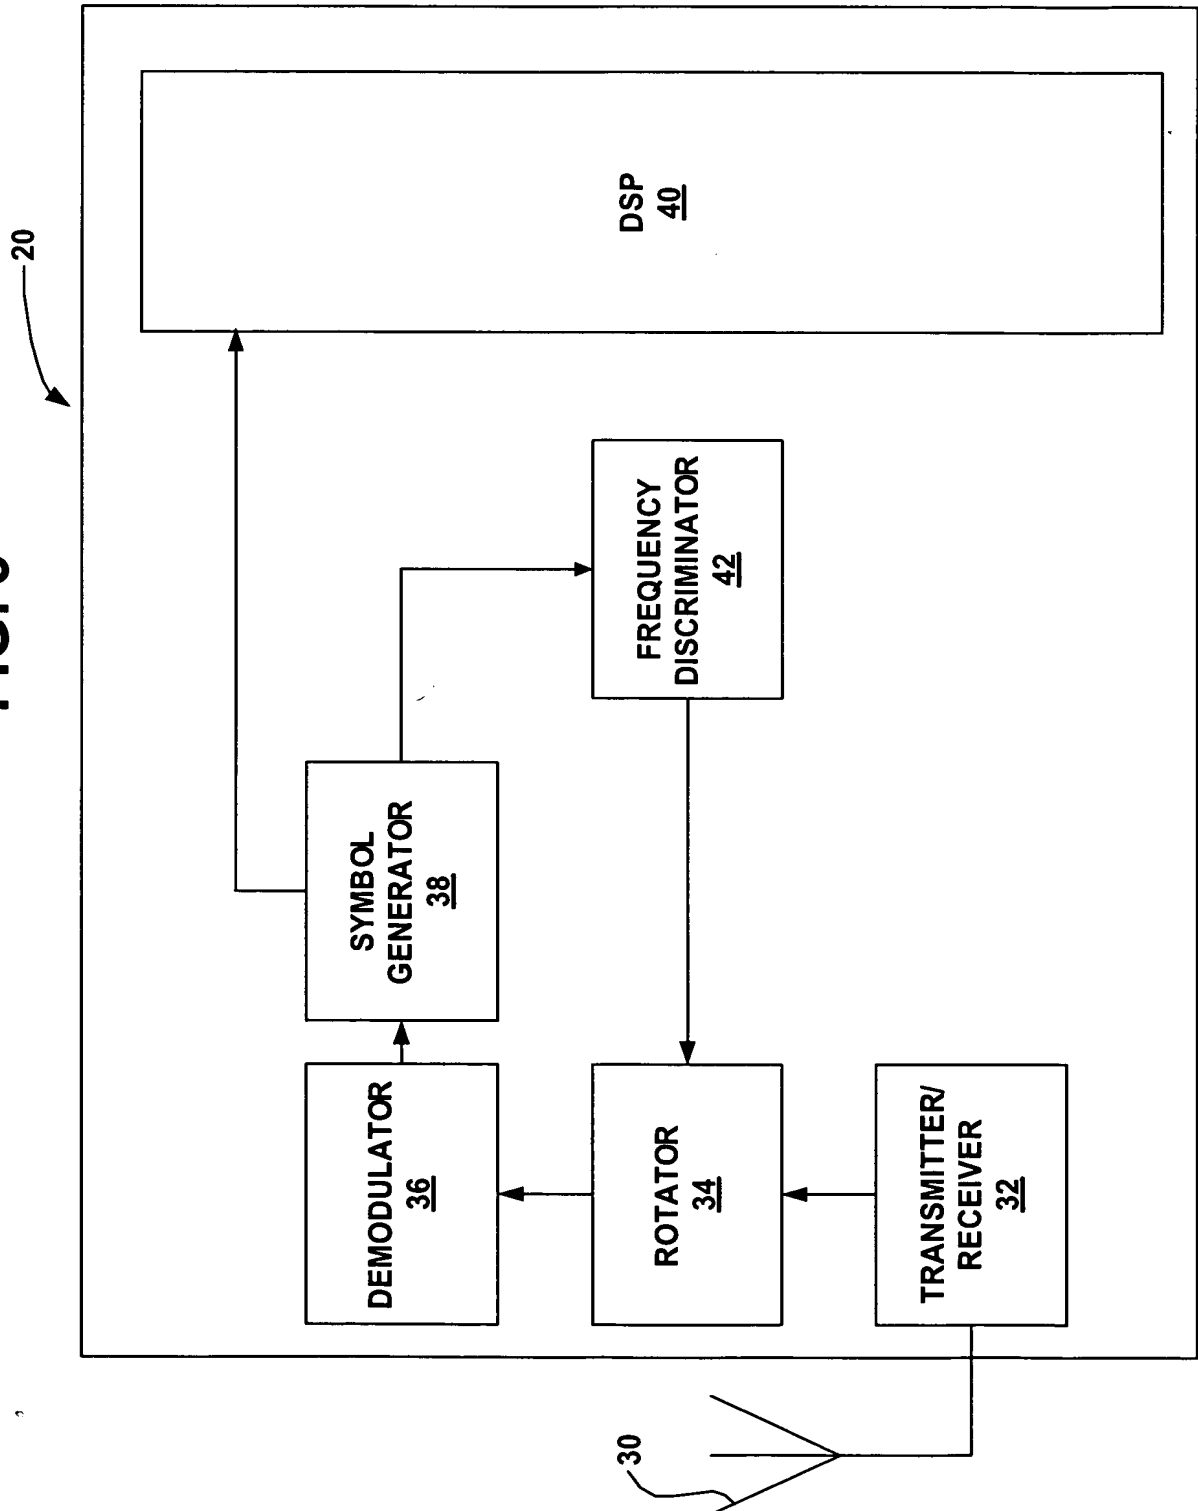 20
DSP
40
SYMBOL
GENERATOR
38
FREQUENCY
DISCRIMINATOR
42
DEMODULATOR
36
ROTATOR
34
TRANSMITTER/
RECEIVER
32
30